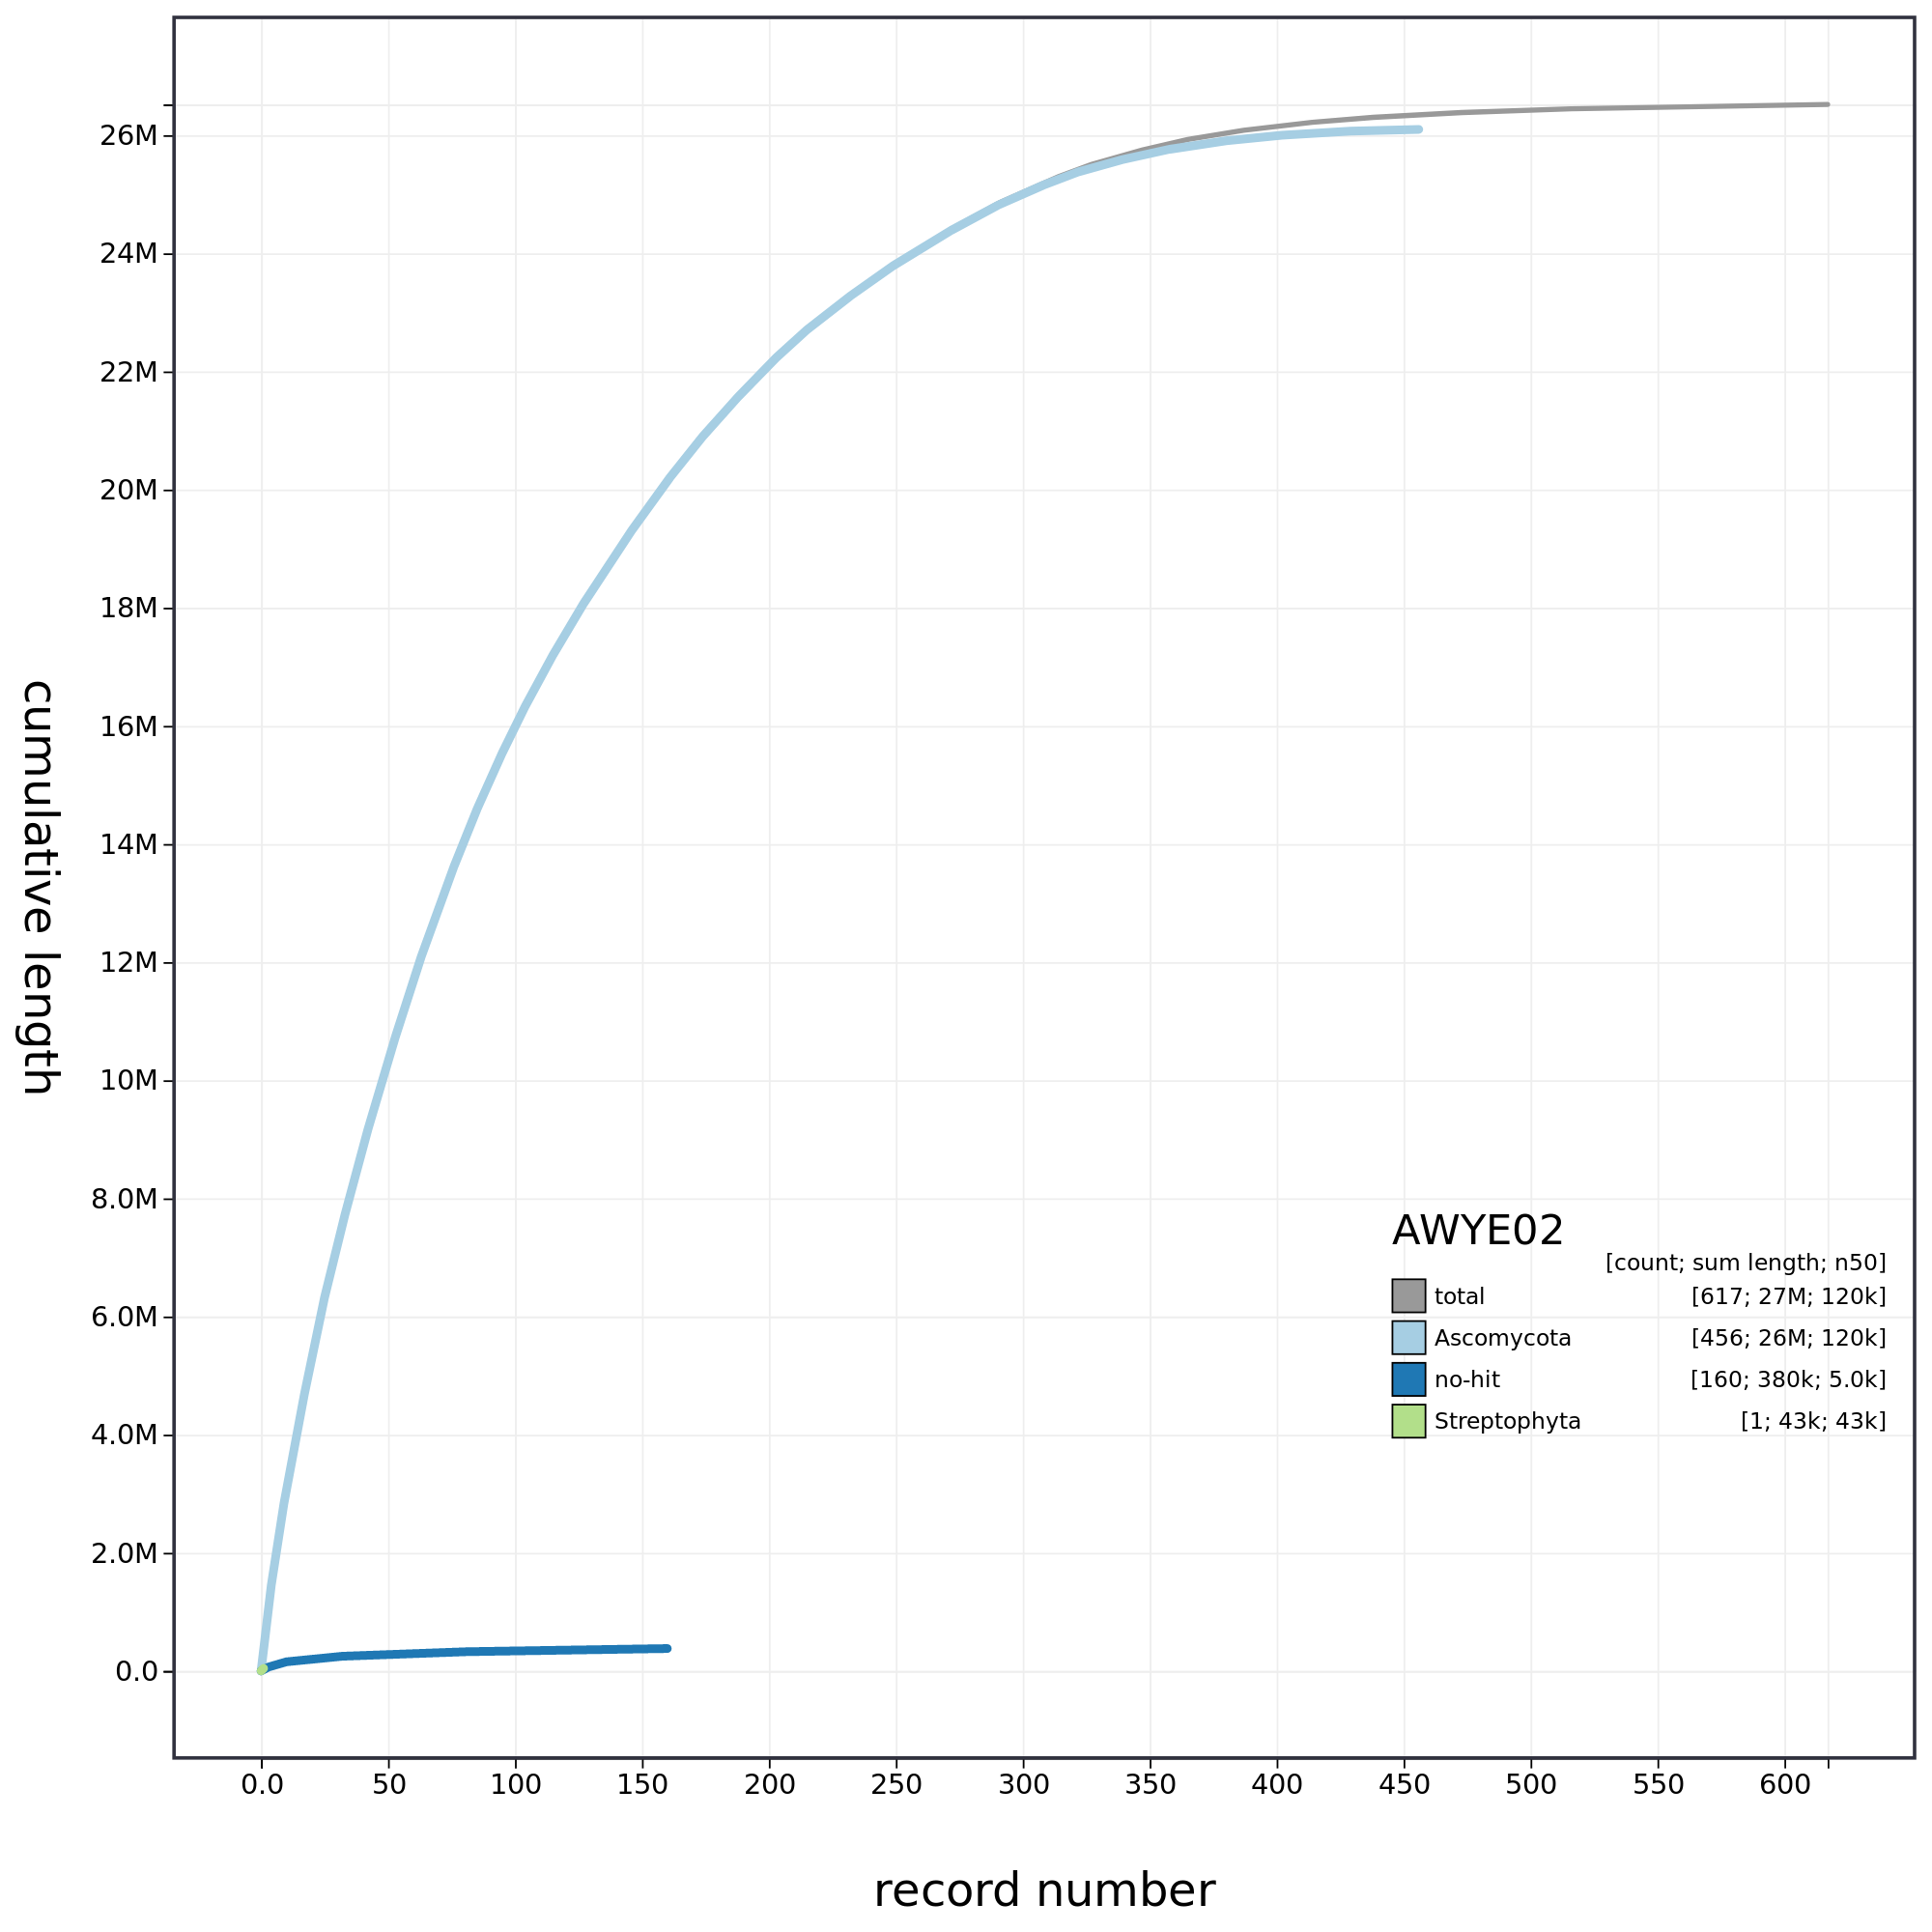 cumulative length
26M
24M
22M
20M
18M
16M
14M
12M
10M
8.0M
6.0M
4.0M
2.0M
0.0
AWYE02
[count; sum length; n50]
total [617; 27M; 120k]
Ascomycota [456; 26M; 120k]
no-hit [160; 380k; 5.0k]
Streptophyta [1; 43k; 43k]
0.0 50 100 150 200 250 300 350 400 450 500 550 600
record number